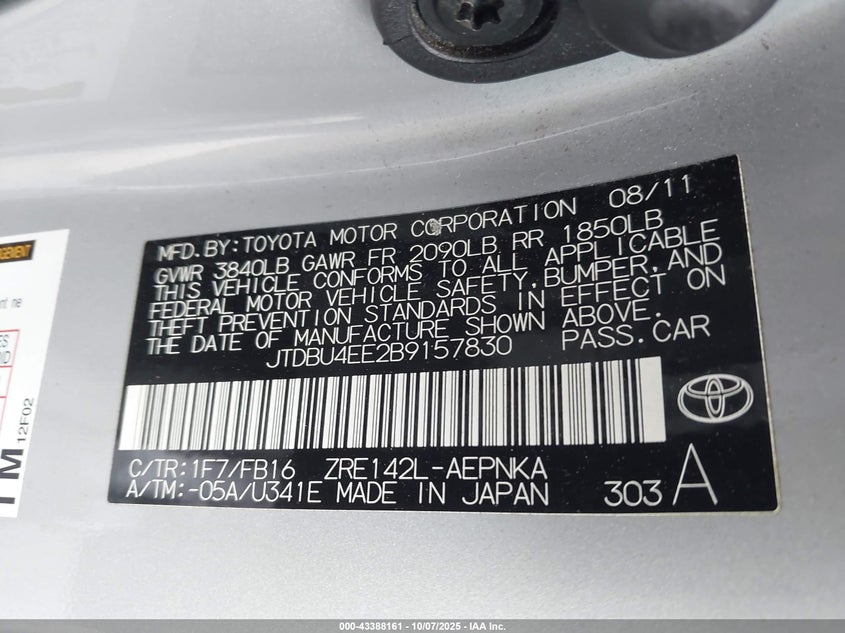 MFD. BY: TOYOTA MOTOR CORPORATION 08/11
GVWR 3840LB GAWR FR 2090LB RR 1850LB
THIS VEHICLE CONFORMS TO ALL APPLICABLE
FEDERAL MOTOR VEHICLE SAFETY, BUMPER, AND
THEFT PREVENTION STANDARDS IN EFFECT ON
THE DATE OF MANUFACTURE SHOWN ABOVE.
JTDBU4EE2B9157830 PASS. CAR
C/TR: 1F7/FB16 ZRE142L-AEPNKA
A/TM: -05A/U341E MADE IN JAPAN 303 A
12F02
000-43388161 - 10/07/2025 - IAA Inc.